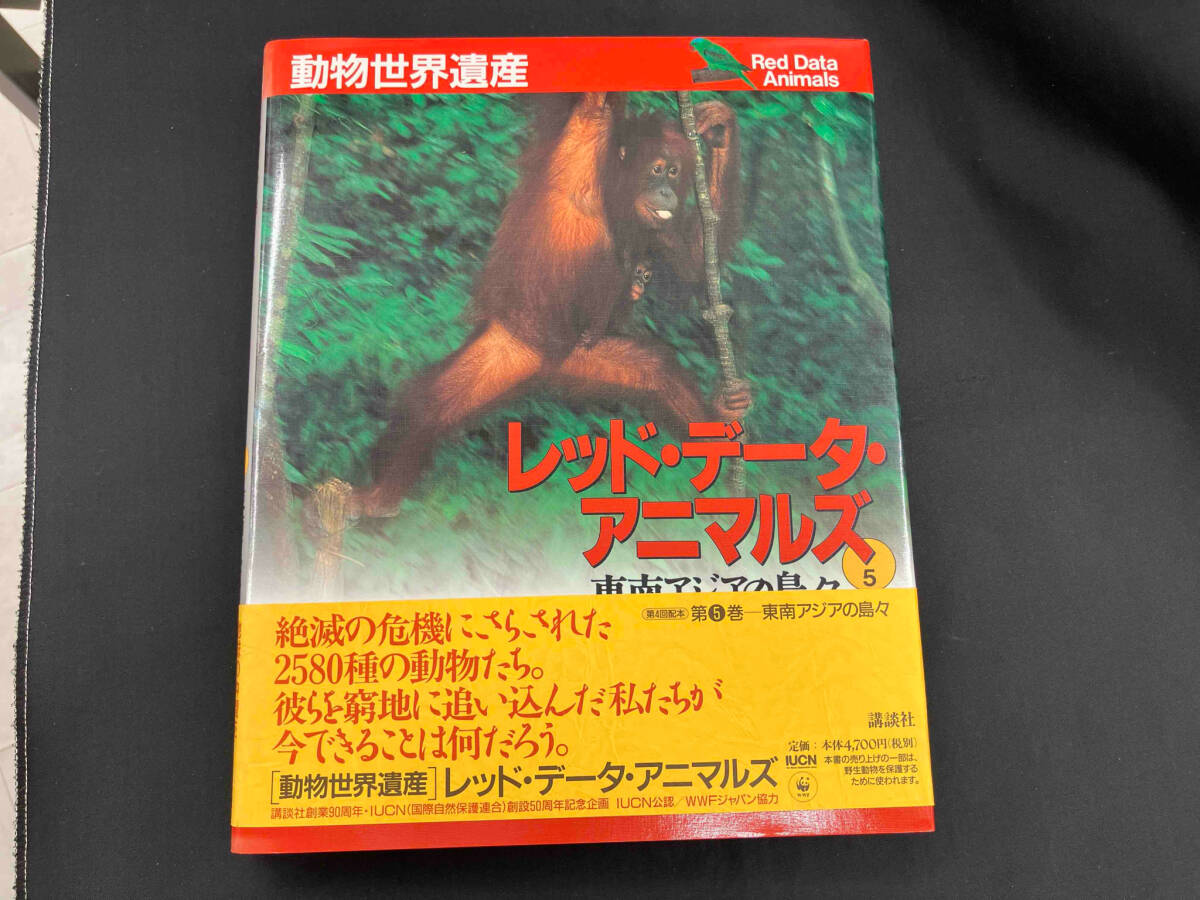 動物世界遺産
Red Data
Animals
レッド・データ・
アニマルズ
5
東南アジアの島々
第4回配本 第5巻―東南アジアの島々
絶滅の危機にさらされた
2580種の動物たち。
彼らを窮地に追い込んだ私たちが
今できることは何だろう。
[動物世界遺産]レッド・データ・アニマルズ
講談社創業90周年・IUCN(国際自然保護連合)創設50周年記念企画 IUCN公認/WWFジャパン協力
講談社
定価:本体4,700円(税別)
IUCN
WWF
本書の売り上げの一部は、
野生動物を保護する
ために使われます。